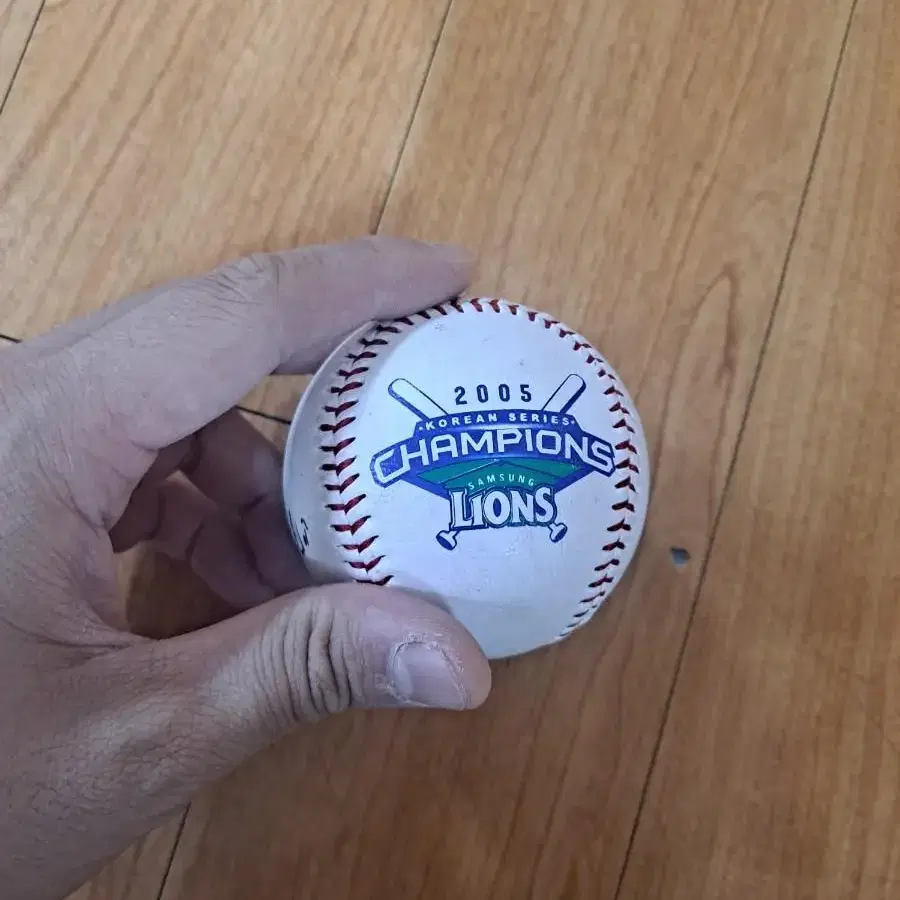 2005
·KOREAN SERIES·
CHAMPIONS
SAMSUNG
LIONS